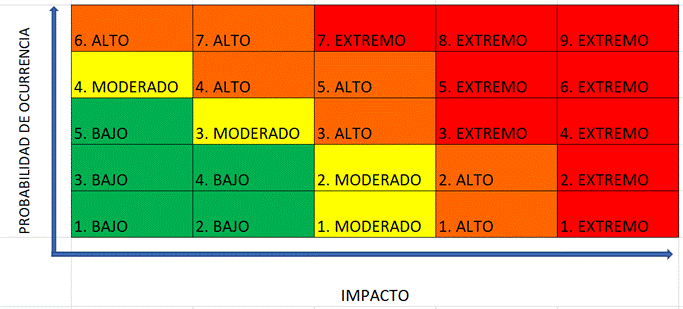 PROBABILIDAD DE OCURRENCIA
6. ALTO 7. ALTO 7. EXTREMO 8. EXTREMO 9. EXTREMO
4. MODERADO 4. ALTO 5. ALTO 5. EXTREMO 6. EXTREMO
5. BAJO 3. MODERADO 3. ALTO 3. EXTREMO 4. EXTREMO
3. BAJO 4. BAJO 2. MODERADO 2. ALTO 2. EXTREMO
1. BAJO 2. BAJO 1. MODERADO 1. ALTO 1. EXTREMO
IMPACTO